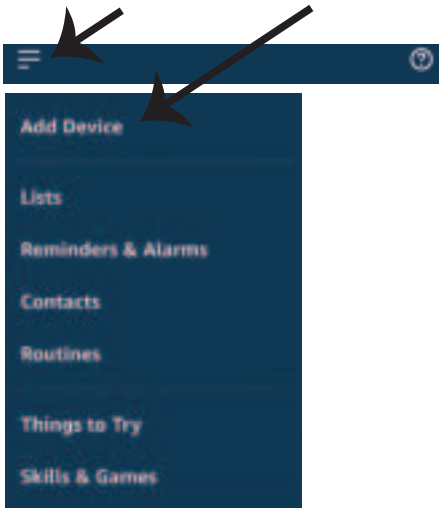 Add Device
Lists
Reminders & Alarms
Contacts
Routines
Things to Try
Skills & Games